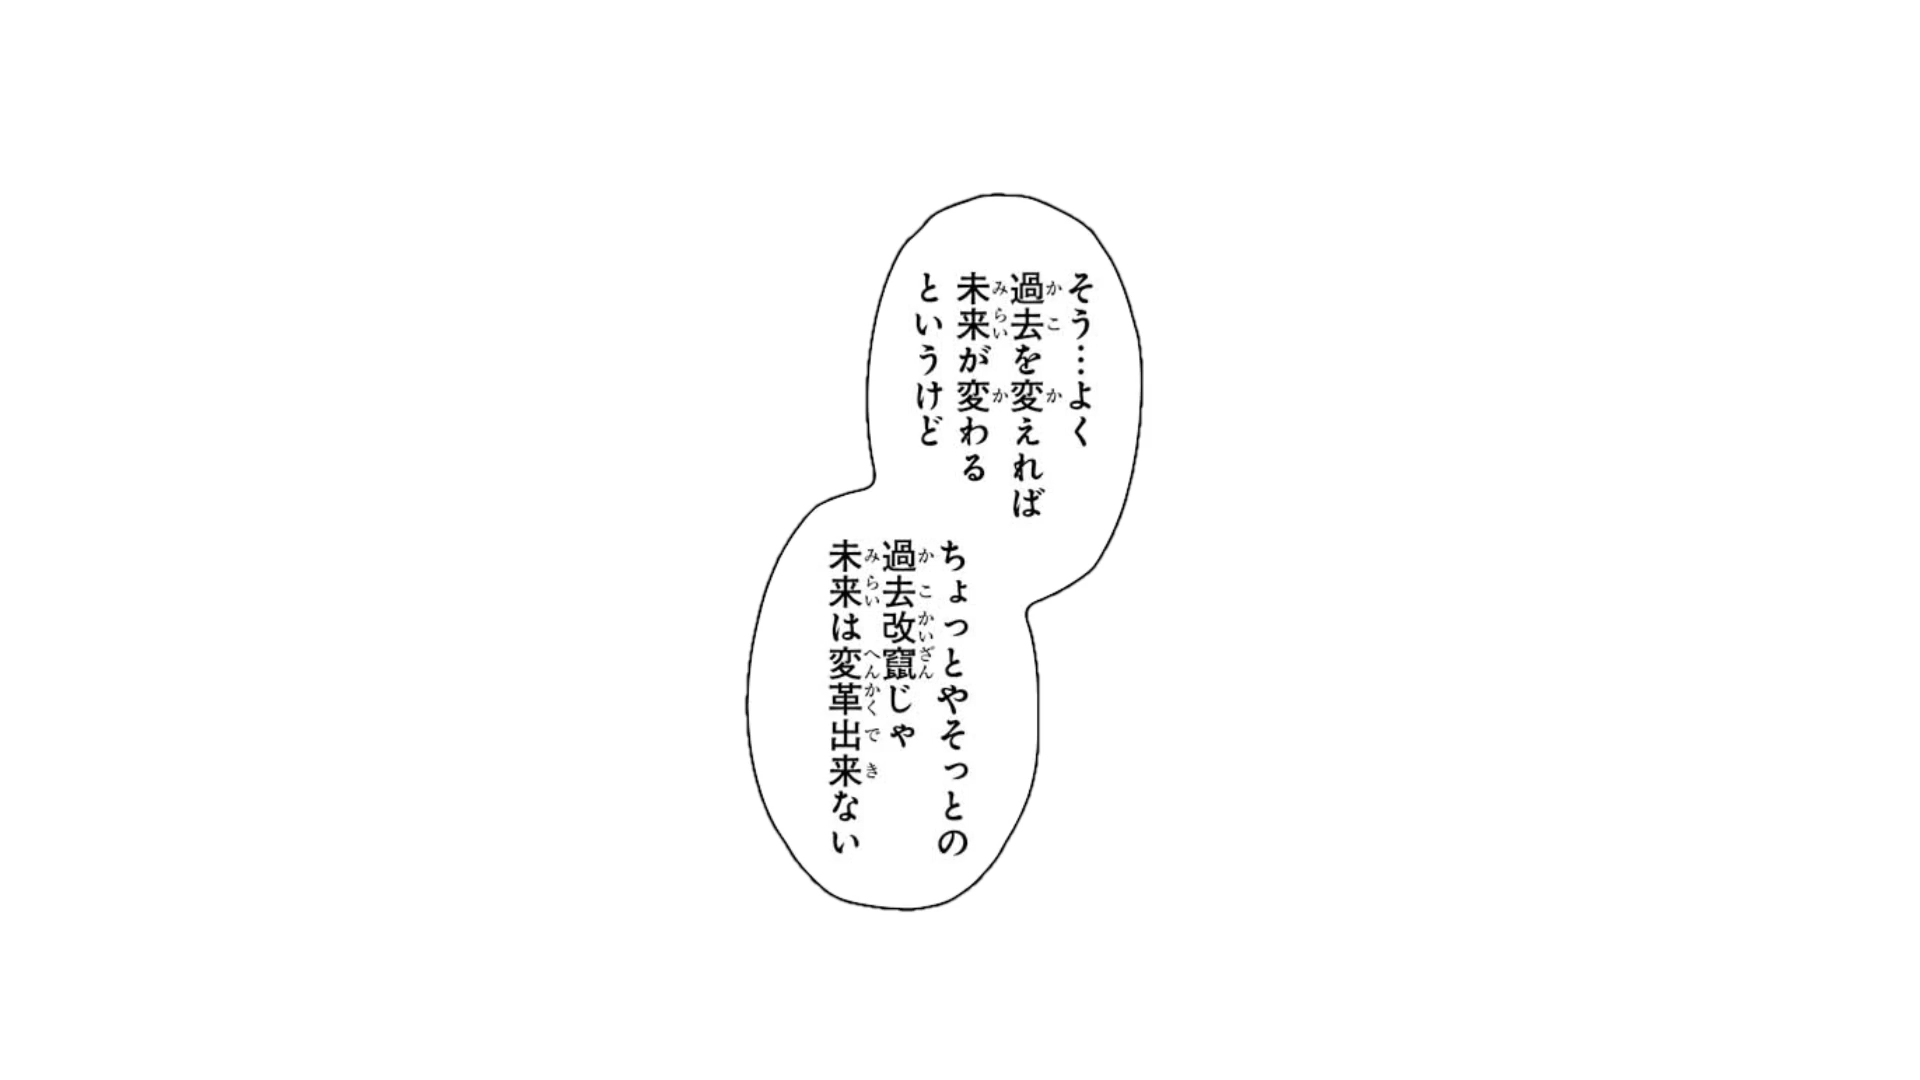 そう…よく
過去を変えれば
未来が変わる
というけど
ちょっとやそっとの
過去改竄じゃ
未来は変革出来ない